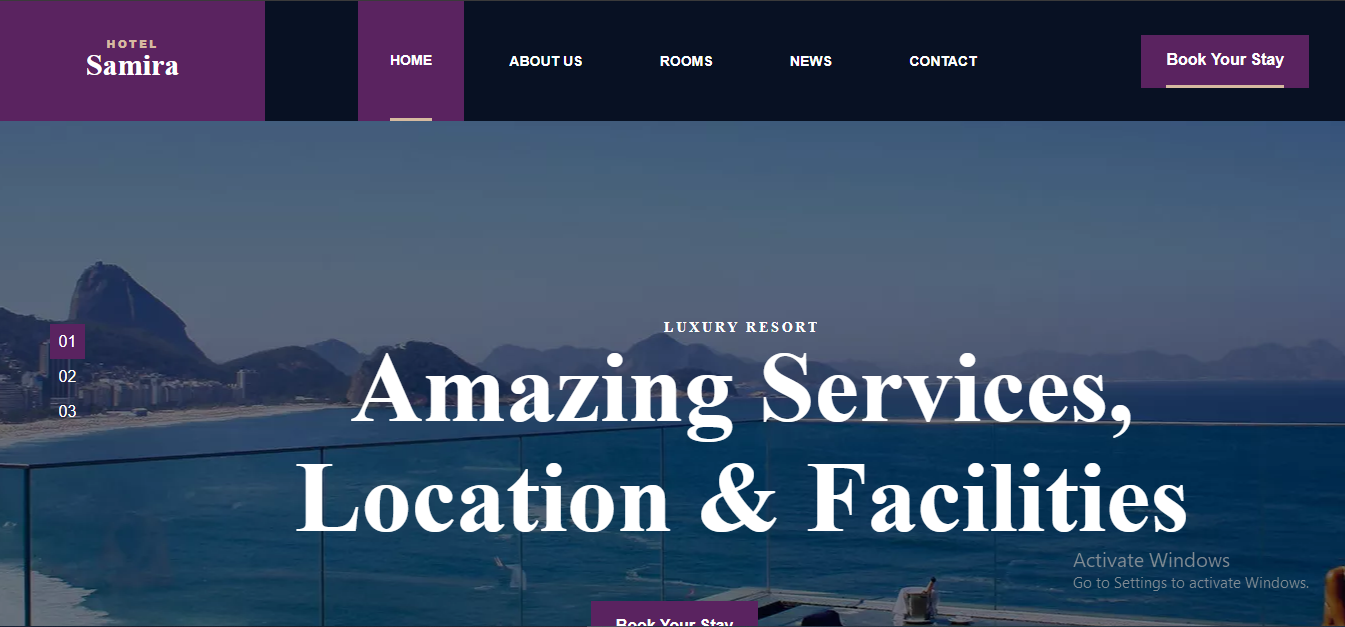 HOTEL
Samira
HOME
ABOUT US
ROOMS
NEWS
CONTACT
Book Your Stay
01
02
03
LUXURY RESORT
Amazing Services,
Location & Facilities
Activate Windows
Go to Settings to activate Windows.
Book Your Stay